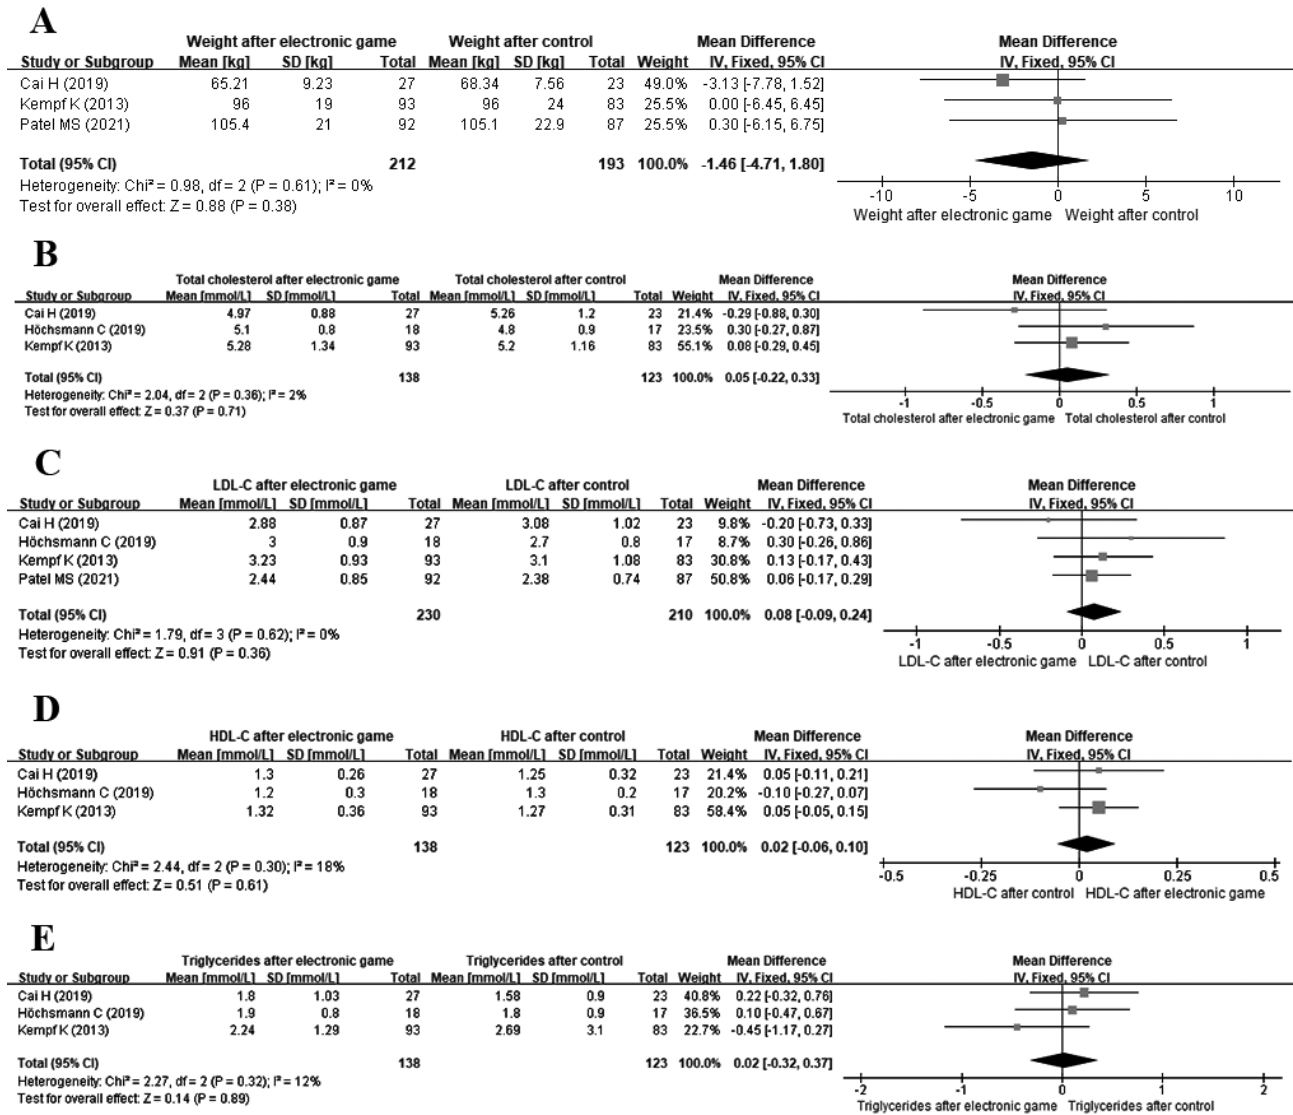 A
Weight after electronic game Weight after control Mean Difference Mean Difference
Study or Subgroup Mean [kg] SD [kg] Total Mean [kg] SD [kg] Total Weight IV, Fixed, 95% CI IV, Fixed, 95% CI
Cai H (2019) 65.21 9.23 27 68.34 7.56 23 49.0% -3.13 [-7.78, 1.52]
Kempf K (2013) 96 19 93 96 24 83 25.5% 0.00 [-6.45, 6.45]
Patel MS (2021) 105.4 21 92 105.1 22.9 87 25.5% 0.30 [-6.15, 6.75]
Total (95% CI) 212 193 100.0% -1.46 [-4.71, 1.80]
Heterogeneity: Chi² = 0.98, df = 2 (P = 0.61); I² = 0%
Test for overall effect: Z = 0.88 (P = 0.38)
-10 -5 0 5 10
Weight after electronic game Weight after control
B
Total cholesterol after electronic game Total cholesterol after control Mean Difference Mean Difference
Study or Subgroup Mean [mmol/L] SD [mmol/L] Total Mean [mmol/L] SD [mmol/L] Total Weight IV, Fixed, 95% CI IV, Fixed, 95% CI
Cai H (2019) 4.97 0.88 27 5.26 1.2 23 21.4% -0.29 [-0.88, 0.30]
Höchsmann C (2019) 5.1 0.8 18 4.8 0.9 17 23.5% 0.30 [-0.27, 0.87]
Kempf K (2013) 5.28 1.34 93 5.2 1.16 83 55.1% 0.08 [-0.29, 0.45]
Total (95% CI) 138 123 100.0% 0.05 [-0.22, 0.33]
Heterogeneity: Chi² = 2.04, df = 2 (P = 0.36); I² = 2%
Test for overall effect: Z = 0.37 (P = 0.71)
-1 -0.5 0 0.5 1
Total cholesterol after electronic game Total cholesterol after control
C
LDL-C after electronic game LDL-C after control Mean Difference Mean Difference
Study or Subgroup Mean [mmol/L] SD [mmol/L] Total Mean [mmol/L] SD [mmol/L] Total Weight IV, Fixed, 95% CI IV, Fixed, 95% CI
Cai H (2019) 2.88 0.87 27 3.08 1.02 23 9.8% -0.20 [-0.73, 0.33]
Höchsmann C (2019) 3 0.9 18 2.7 0.8 17 8.7% 0.30 [-0.26, 0.86]
Kempf K (2013) 3.23 0.93 93 3.1 1.08 83 30.8% 0.13 [-0.17, 0.43]
Patel MS (2021) 2.44 0.85 92 2.38 0.74 87 50.8% 0.06 [-0.17, 0.29]
Total (95% CI) 230 210 100.0% 0.08 [-0.09, 0.24]
Heterogeneity: Chi² = 1.79, df = 3 (P = 0.62); I² = 0%
Test for overall effect: Z = 0.91 (P = 0.36)
-1 -0.5 0 0.5 1
LDL-C after electronic game LDL-C after control
D
HDL-C after electronic game HDL-C after control Mean Difference Mean Difference
Study or Subgroup Mean [mmol/L] SD [mmol/L] Total Mean [mmol/L] SD [mmol/L] Total Weight IV, Fixed, 95% CI IV, Fixed, 95% CI
Cai H (2019) 1.3 0.26 27 1.25 0.32 23 21.4% 0.05 [-0.11, 0.21]
Höchsmann C (2019) 1.2 0.3 18 1.3 0.2 17 20.2% -0.10 [-0.27, 0.07]
Kempf K (2013) 1.32 0.36 93 1.27 0.31 83 58.4% 0.05 [-0.05, 0.15]
Total (95% CI) 138 123 100.0% 0.02 [-0.06, 0.10]
Heterogeneity: Chi² = 2.44, df = 2 (P = 0.30); I² = 18%
Test for overall effect: Z = 0.51 (P = 0.61)
-0.5 -0.25 0 0.25 0.5
HDL-C after control HDL-C after electronic game
E
Triglycerides after electronic game Triglycerides after control Mean Difference Mean Difference
Study or Subgroup Mean [mmol/L] SD [mmol/L] Total Mean [mmol/L] SD [mmol/L] Total Weight IV, Fixed, 95% CI IV, Fixed, 95% CI
Cai H (2019) 1.8 1.03 27 1.58 0.9 23 40.8% 0.22 [-0.32, 0.76]
Höchsmann C (2019) 1.9 0.8 18 1.8 0.9 17 36.5% 0.10 [-0.47, 0.67]
Kempf K (2013) 2.24 1.29 93 2.69 3.1 83 22.7% -0.45 [-1.17, 0.27]
Total (95% CI) 138 123 100.0% 0.02 [-0.32, 0.37]
Heterogeneity: Chi² = 2.27, df = 2 (P = 0.32); I² = 12%
Test for overall effect: Z = 0.14 (P = 0.89)
-2 -1 0 1 2
Triglycerides after electronic game Triglycerides after control